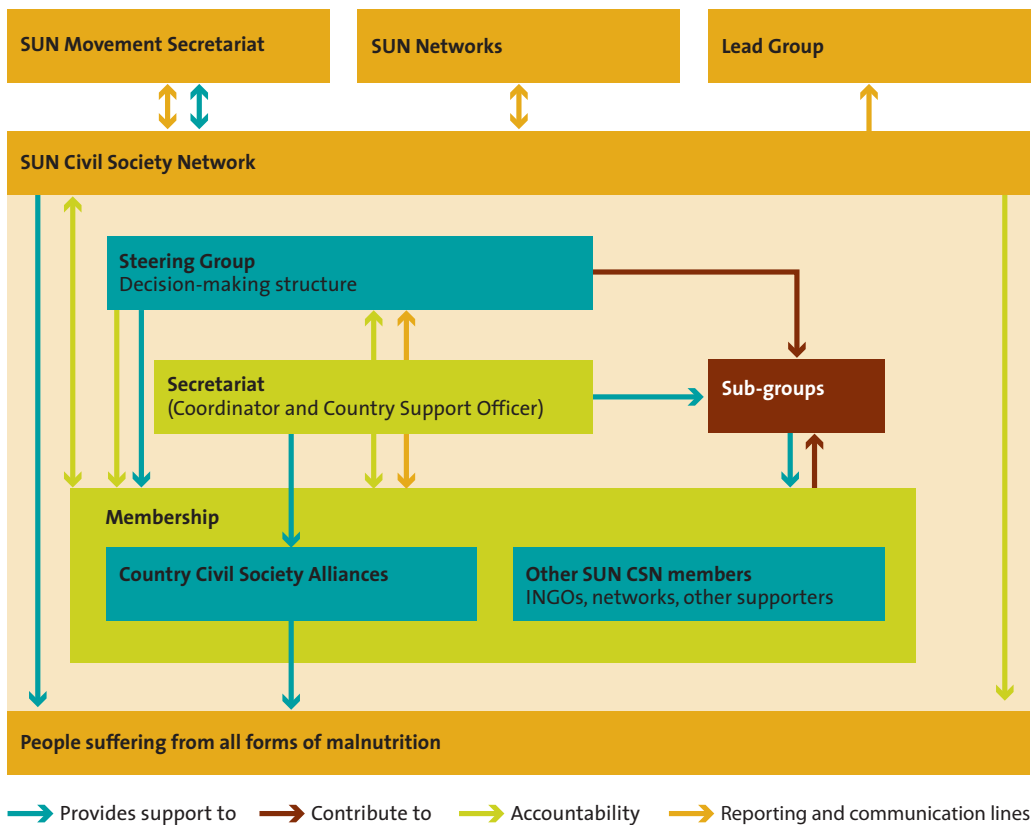 SUN Movement Secretariat
SUN Networks
Lead Group
SUN Civil Society Network
Steering Group
Decision-making structure
Secretariat
(Coordinator and Country Support Officer)
Sub-groups
Membership
Country Civil Society Alliances
Other SUN CSN members
INGOs, networks, other supporters
People suffering from all forms of malnutrition
Provides support to
Contribute to
Accountability
Reporting and communication lines